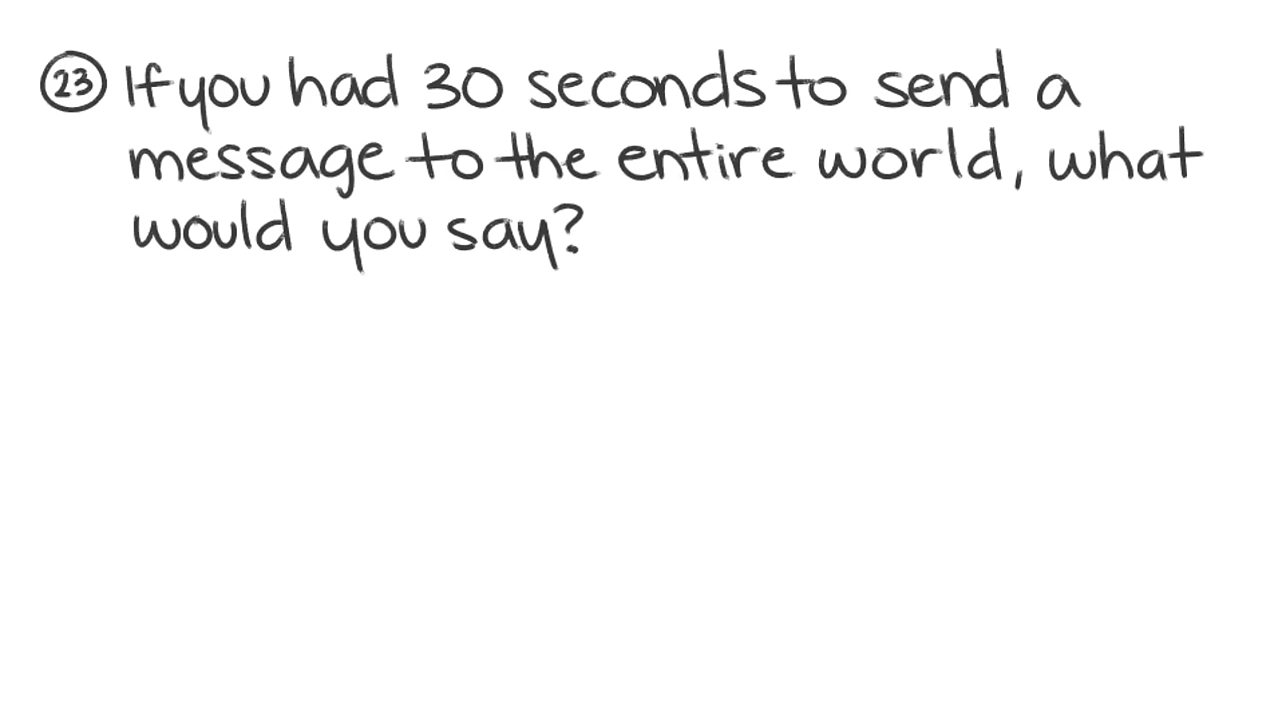 23 If you had 30 seconds to send a
message to the entire world, what
would you say?